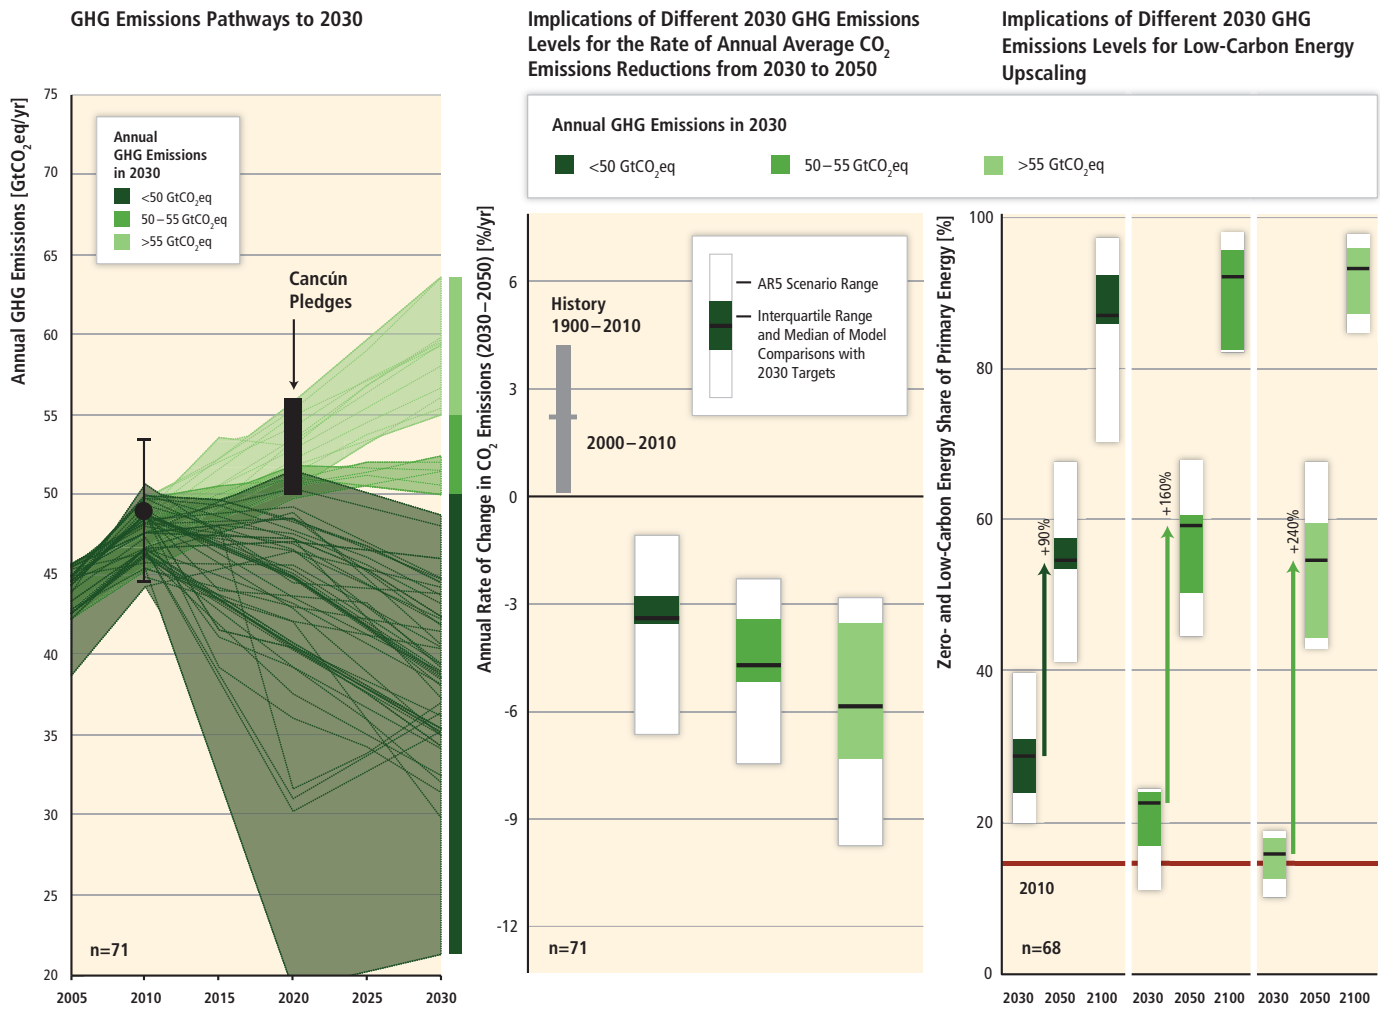 GHG Emissions Pathways to 2030
Annual GHG Emissions [GtCO2eq/yr]
75
70
65
60
55
50
45
40
35
30
25
20
Annual
GHG Emissions
in 2030
<50 GtCO2eq
50–55 GtCO2eq
>55 GtCO2eq
Cancún
Pledges
n=71
2005
2010
2015
2020
2025
2030
Implications of Different 2030 GHG Emissions
Levels for the Rate of Annual Average CO2
Emissions Reductions from 2030 to 2050
Implications of Different 2030 GHG
Emissions Levels for Low-Carbon Energy
Upscaling
Annual GHG Emissions in 2030
<50 GtCO2eq
50–55 GtCO2eq
>55 GtCO2eq
Annual Rate of Change in CO2 Emissions (2030–2050) [%/yr]
6
3
0
-3
-6
-9
-12
History
1900–2010
2000–2010
AR5 Scenario Range
Interquartile Range
and Median of Model
Comparisons with
2030 Targets
n=71
Zero- and Low-Carbon Energy Share of Primary Energy [%]
100
80
60
40
20
0
+90%
+160%
+240%
2010
n=68
2030
2050
2100
2030
2050
2100
2030
2050
2100